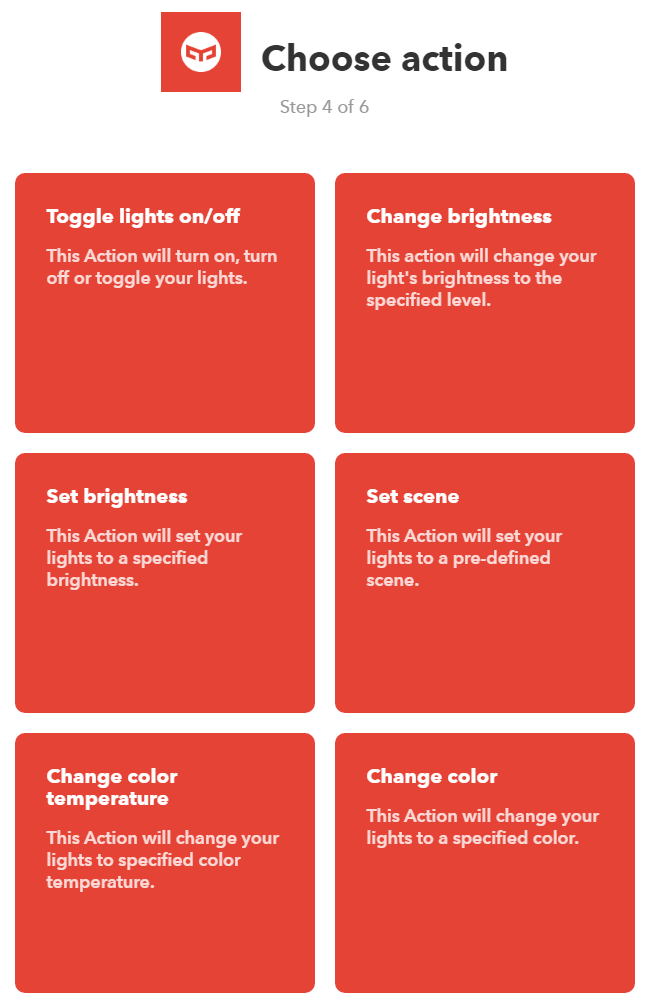 Choose action
Step 4 of 6
Toggle lights on/off
This Action will turn on, turn
off or toggle your lights.
Change brightness
This action will change your
light's brightness to the
specified level.
Set brightness
This Action will set your
lights to a specified
brightness.
Set scene
This Action will set your
lights to a pre-defined
scene.
Change color
temperature
This Action will change your
lights to specified color
temperature.
Change color
This Action will change your
lights to a specified color.